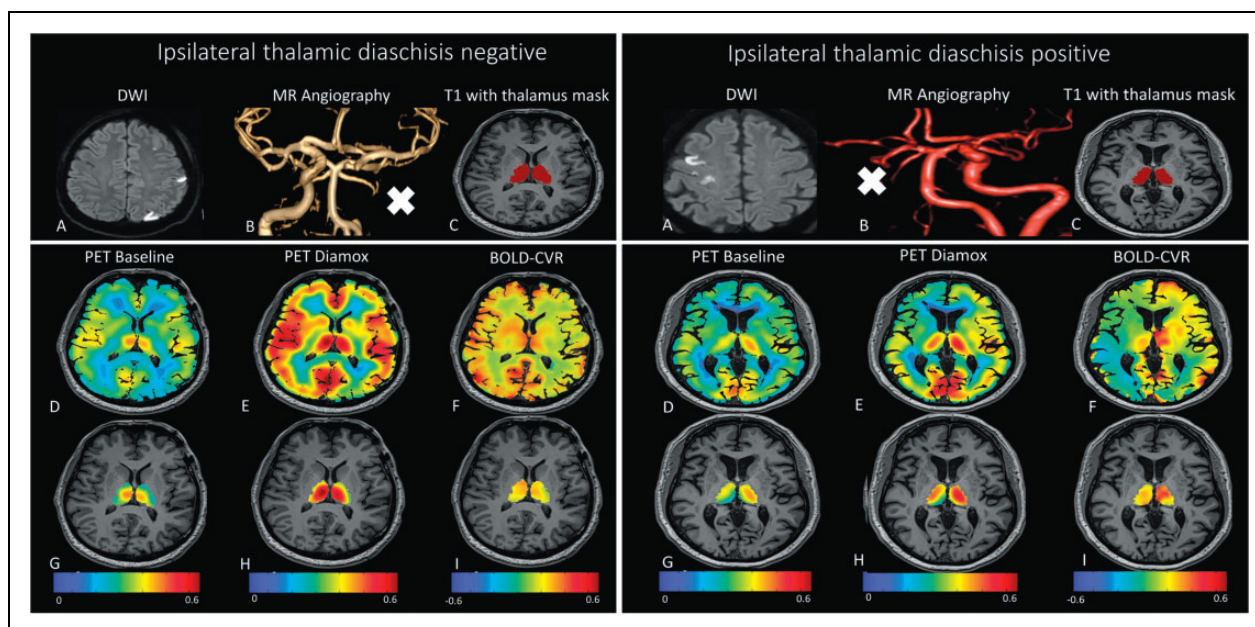 Ipsilateral thalamic diaschisis negative
DWI
MR Angiography
T1 with thalamus mask
A
B
C
PET Baseline
PET Diamox
BOLD-CVR
D
E
F
G
H
I
0
0.6
0
0.6
-0.6
0.6
Ipsilateral thalamic diaschisis positive
DWI
MR Angiography
T1 with thalamus mask
A
B
C
PET Baseline
PET Diamox
BOLD-CVR
D
E
F
G
H
I
0
0.6
0
0.6
-0.6
0.6